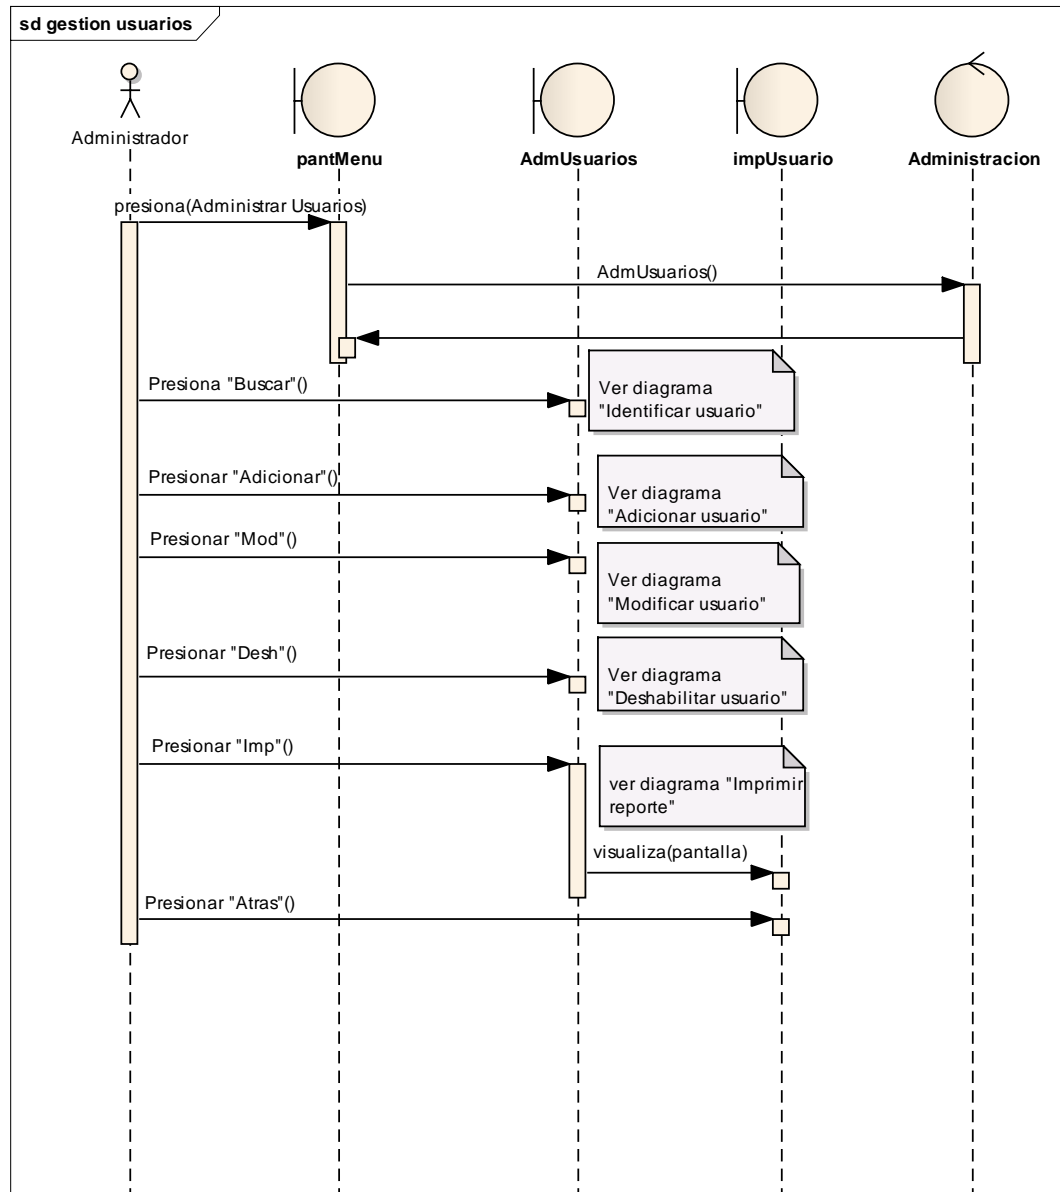 sd gestion usuarios
Administrador
pantMenu
AdmUsuarios
impUsuario
Administracion
presiona(Administrar Usuarios)
AdmUsuarios()
Presiona "Buscar"()
Ver diagrama
"Identificar usuario"
Presionar "Adicionar"()
Ver diagrama
"Adicionar usuario"
Presionar "Mod"()
Ver diagrama
"Modificar usuario"
Presionar "Desh"()
Ver diagrama
"Deshabilitar usuario"
Presionar "Imp"()
ver diagrama "Imprimir
reporte"
visualiza(pantalla)
Presionar "Atras"()